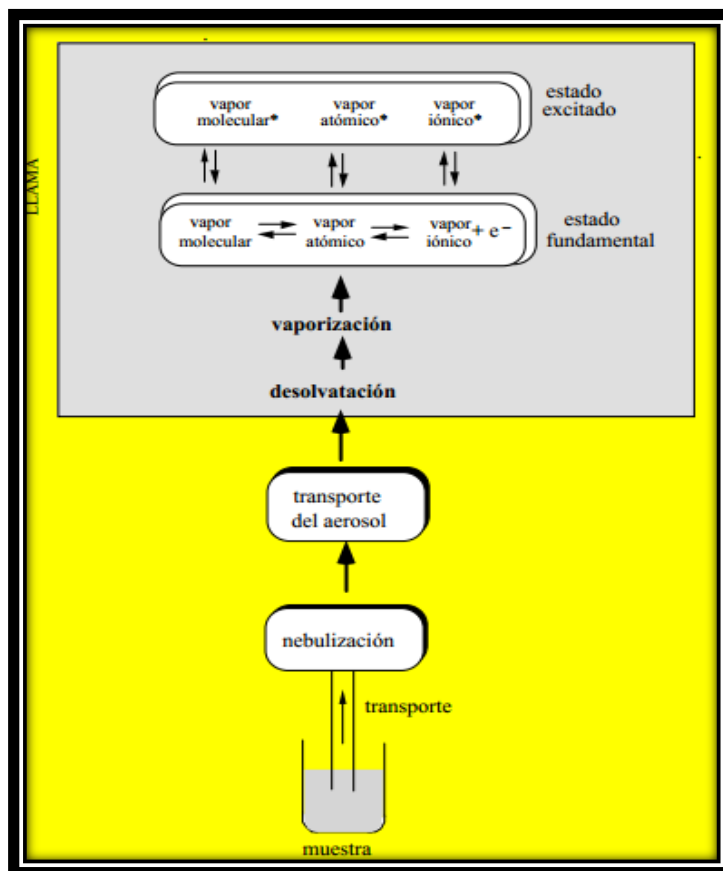 estado
excitado
vapor vapor vapor
molecular* atómico* iónico*
LLAMA
vapor vapor vapor + e⁻
molecular atómico iónico
estado
fundamental
vaporización
desolvatación
transporte
del aerosol
nebulización
transporte
muestra